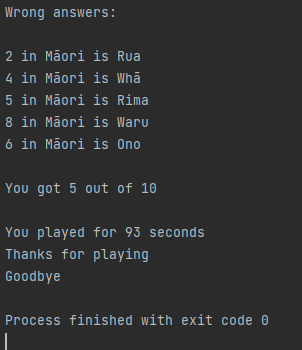 Wrong answers:
2 in Māori is Rua
4 in Māori is Whā
5 in Māori is Rima
8 in Māori is Waru
6 in Māori is Ono
You got 5 out of 10
You played for 93 seconds
Thanks for playing
Goodbye
Process finished with exit code 0